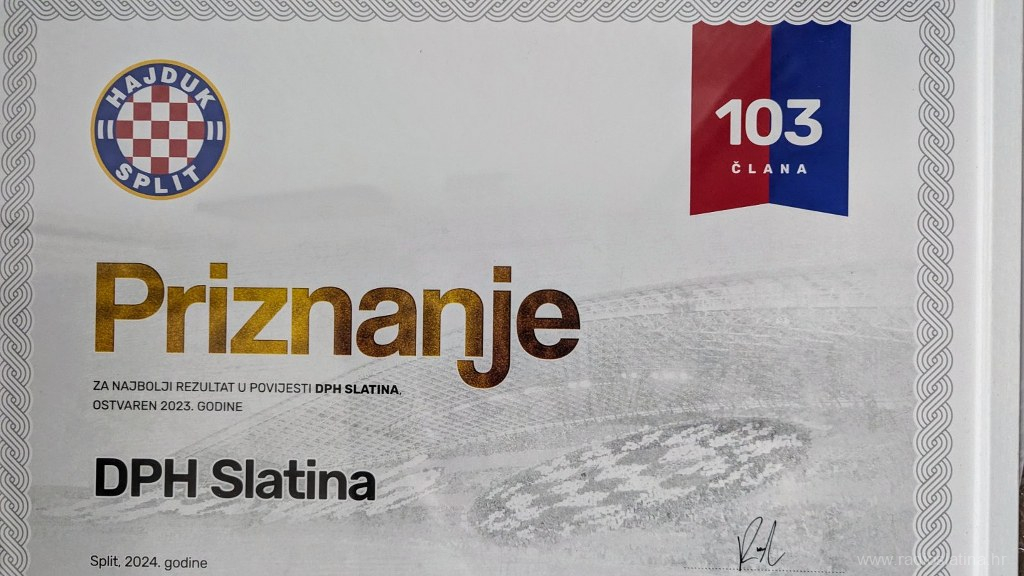 HAJDUK
SPLIT
103
ČLANA
Priznanje
ZA NAJBOLJI REZULTAT U POVIJESTI DPH SLATINA,
OSTVAREN 2023. GODINE
DPH Slatina
Split, 2024. godine